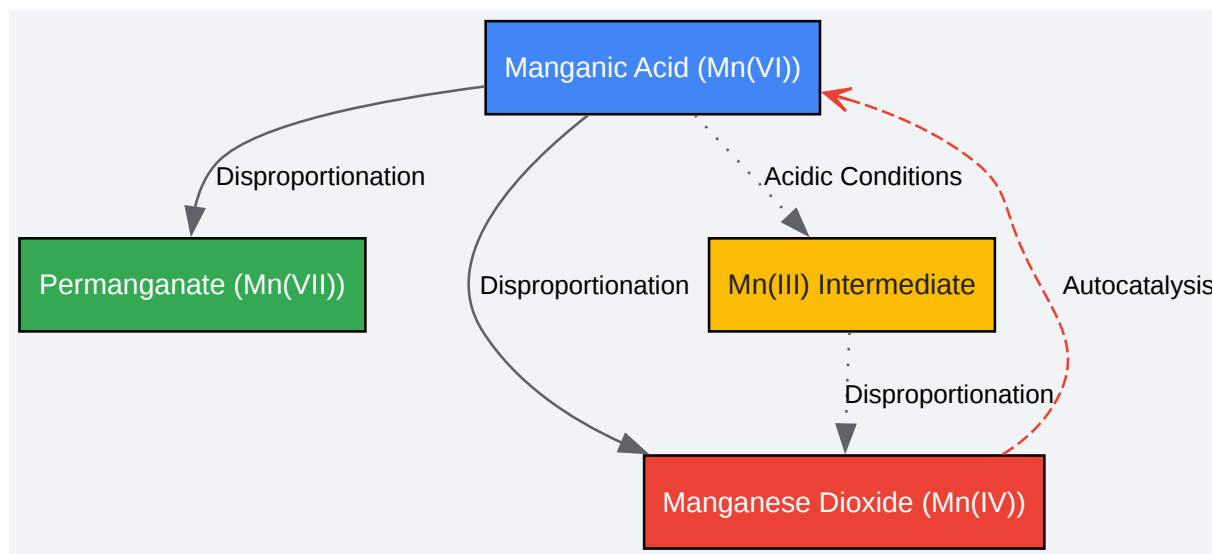 Manganic Acid (Mn(VI))
Disproportionation
Acidic Conditions
Permanganate (Mn(VII))
Disproportionation
Mn(III) Intermediate
Autocatalysis
Disproportionation
Manganese Dioxide (Mn(IV))